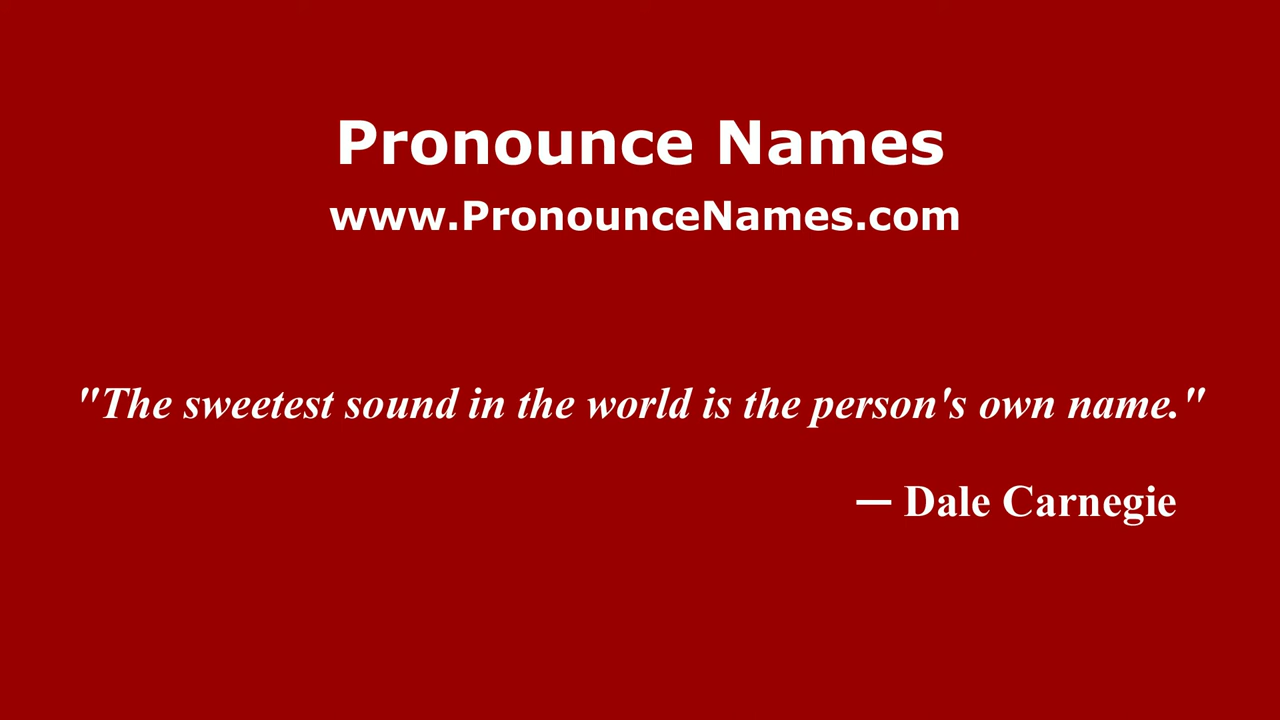 Pronounce Names
www.PronounceNames.com
"The sweetest sound in the world is the person's own name."
— Dale Carnegie